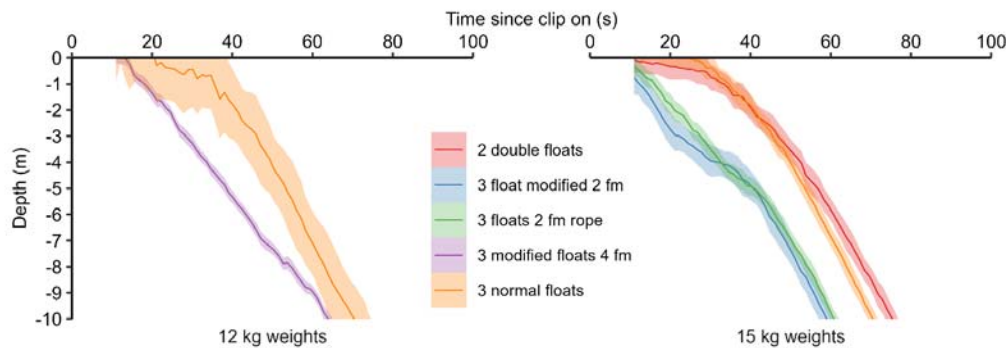 Time since clip on (s)
0 20 40 60 80 100 0 20 40 60 80 100
0
-1
-2
-3
-4
-5
-6
-7
-8
-9
-10
Depth (m)
2 double floats
3 float modified 2 fm
3 floats 2 fm rope
3 modified floats 4 fm
3 normal floats
12 kg weights
15 kg weights